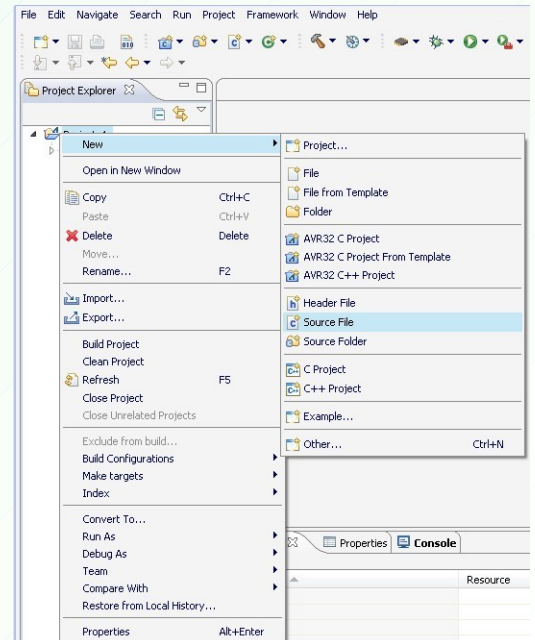 File Edit Navigate Search Run Project Framework Window Help
Project Explorer
New
Open in New Window
Copy Ctrl+C
Paste Ctrl+V
Delete Delete
Move...
Rename... F2
Import...
Export...
Build Project
Clean Project
Refresh F5
Close Project
Close Unrelated Projects
Exclude from build...
Build Configurations
Make targets
Index
Convert To...
Run As
Debug As
Team
Compare With
Restore from Local History...
Properties Alt+Enter
Project...
File
File from Template
Folder
AVR32 C Project
AVR32 C Project From Template
AVR32 C++ Project
Header File
Source File
Source Folder
C Project
C++ Project
Example...
Other... Ctrl+N
Properties Console
Resource